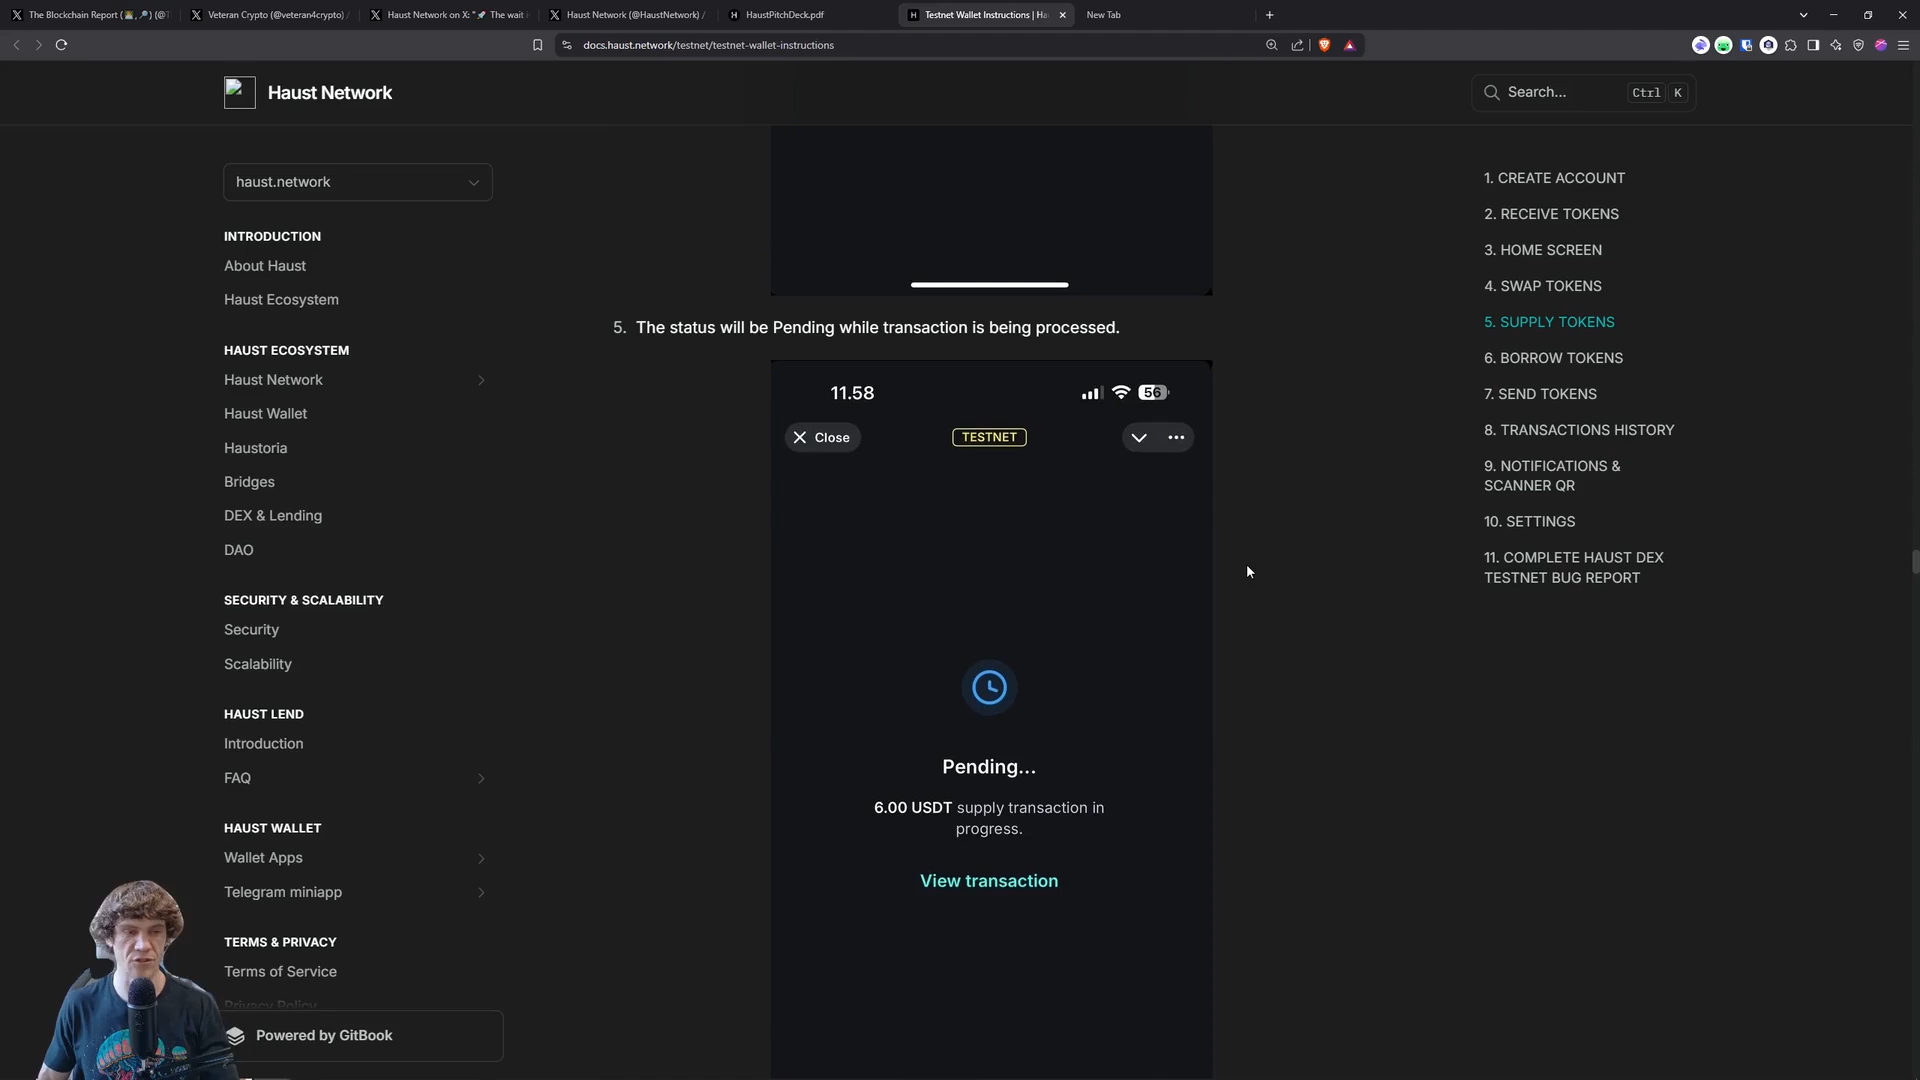 The Blockchain Report (
Veteran Crypto (@veteran4crypto) /
Haust Network on X: "🚀 The wait i
Haust Network (@HaustNetwork) /
HaustPitchDeck.pdf
Testnet Wallet Instructions | Ha
New Tab
docs.haust.network/testnet/testnet-wallet-instructions
Haust Network
Search...
Ctrl K
haust.network
INTRODUCTION
About Haust
Haust Ecosystem
HAUST ECOSYSTEM
Haust Network
Haust Wallet
Haustoria
Bridges
DEX & Lending
DAO
SECURITY & SCALABILITY
Security
Scalability
HAUST LEND
Introduction
FAQ
HAUST WALLET
Wallet Apps
Telegram miniapp
TERMS & PRIVACY
Terms of Service
Privacy Policy
Powered by GitBook
5. The status will be Pending while transaction is being processed.
11.58
56
Close
TESTNET
Pending...
6.00 USDT supply transaction in
progress.
View transaction
1. CREATE ACCOUNT
2. RECEIVE TOKENS
3. HOME SCREEN
4. SWAP TOKENS
5. SUPPLY TOKENS
6. BORROW TOKENS
7. SEND TOKENS
8. TRANSACTIONS HISTORY
9. NOTIFICATIONS &
SCANNER QR
10. SETTINGS
11. COMPLETE HAUST DEX
TESTNET BUG REPORT